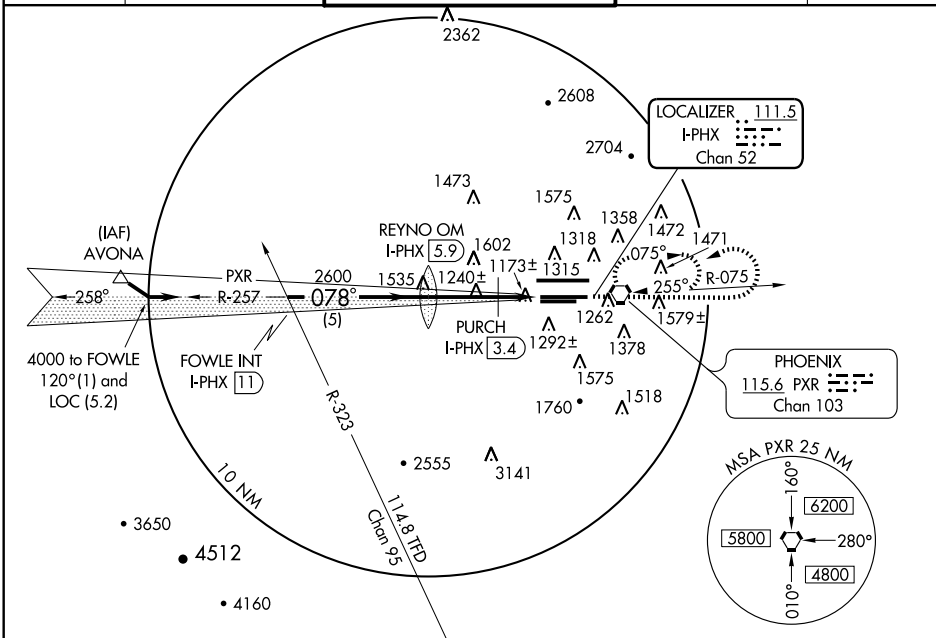 2362
2608
LOCALIZER 111.5
I-PHX
Chan 52
2704
1473
1575
1358
1472
1471
(IAF)
AVONA
REYNO OM
I-PHX 5.9
1602
1318
075°
1173±
1315
1535
1240±
PXR
2600
258°
R-257
078°
(5)
255°
R-075
4000 to FOWLE
120°(1) and
LOC (5.2)
FOWLE INT
I-PHX 11
PURCH
I-PHX 3.4
1262
1579±
1292±
1378
1575
1760
1518
PHOENIX
115.6 PXR
Chan 103
R-323
2555
3141
114.8 TFD
Chan 95
10 NM
3650
4512
4160
MSA PXR 25 NM
160°
6200
5800
280°
4800
010°